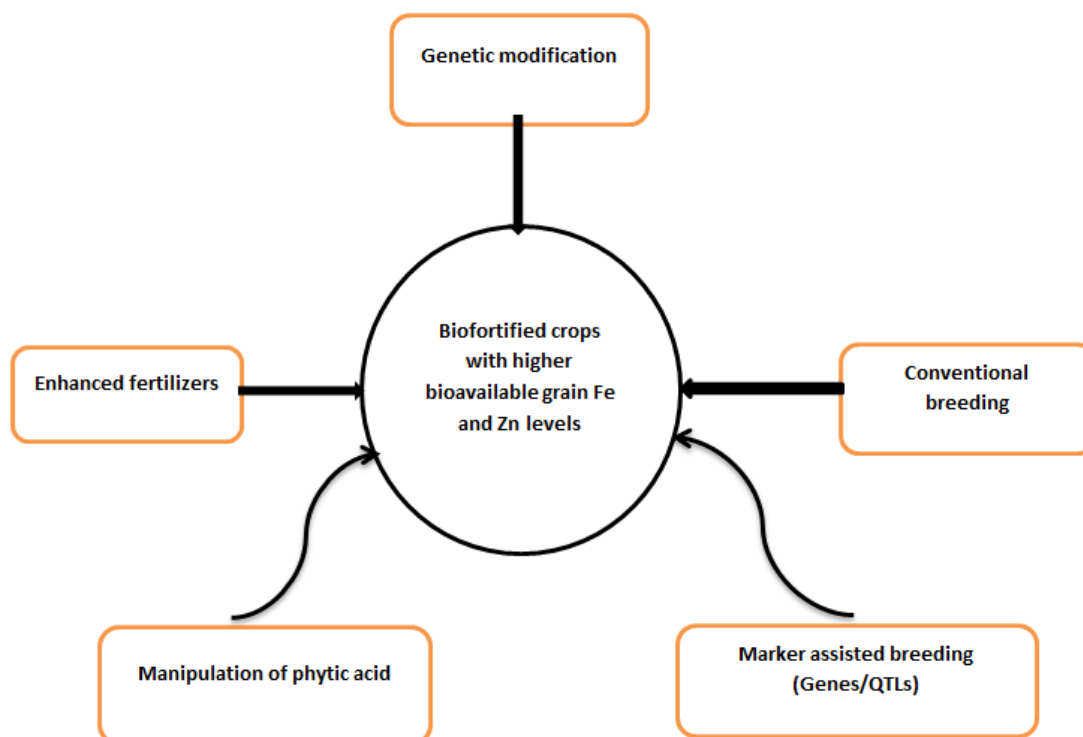 Genetic modification
Biofortified crops
with higher
bioavailable grain Fe
and Zn levels
Enhanced fertilizers
Conventional
breeding
Manipulation of phytic acid
Marker assisted breeding
(Genes/QTLs)